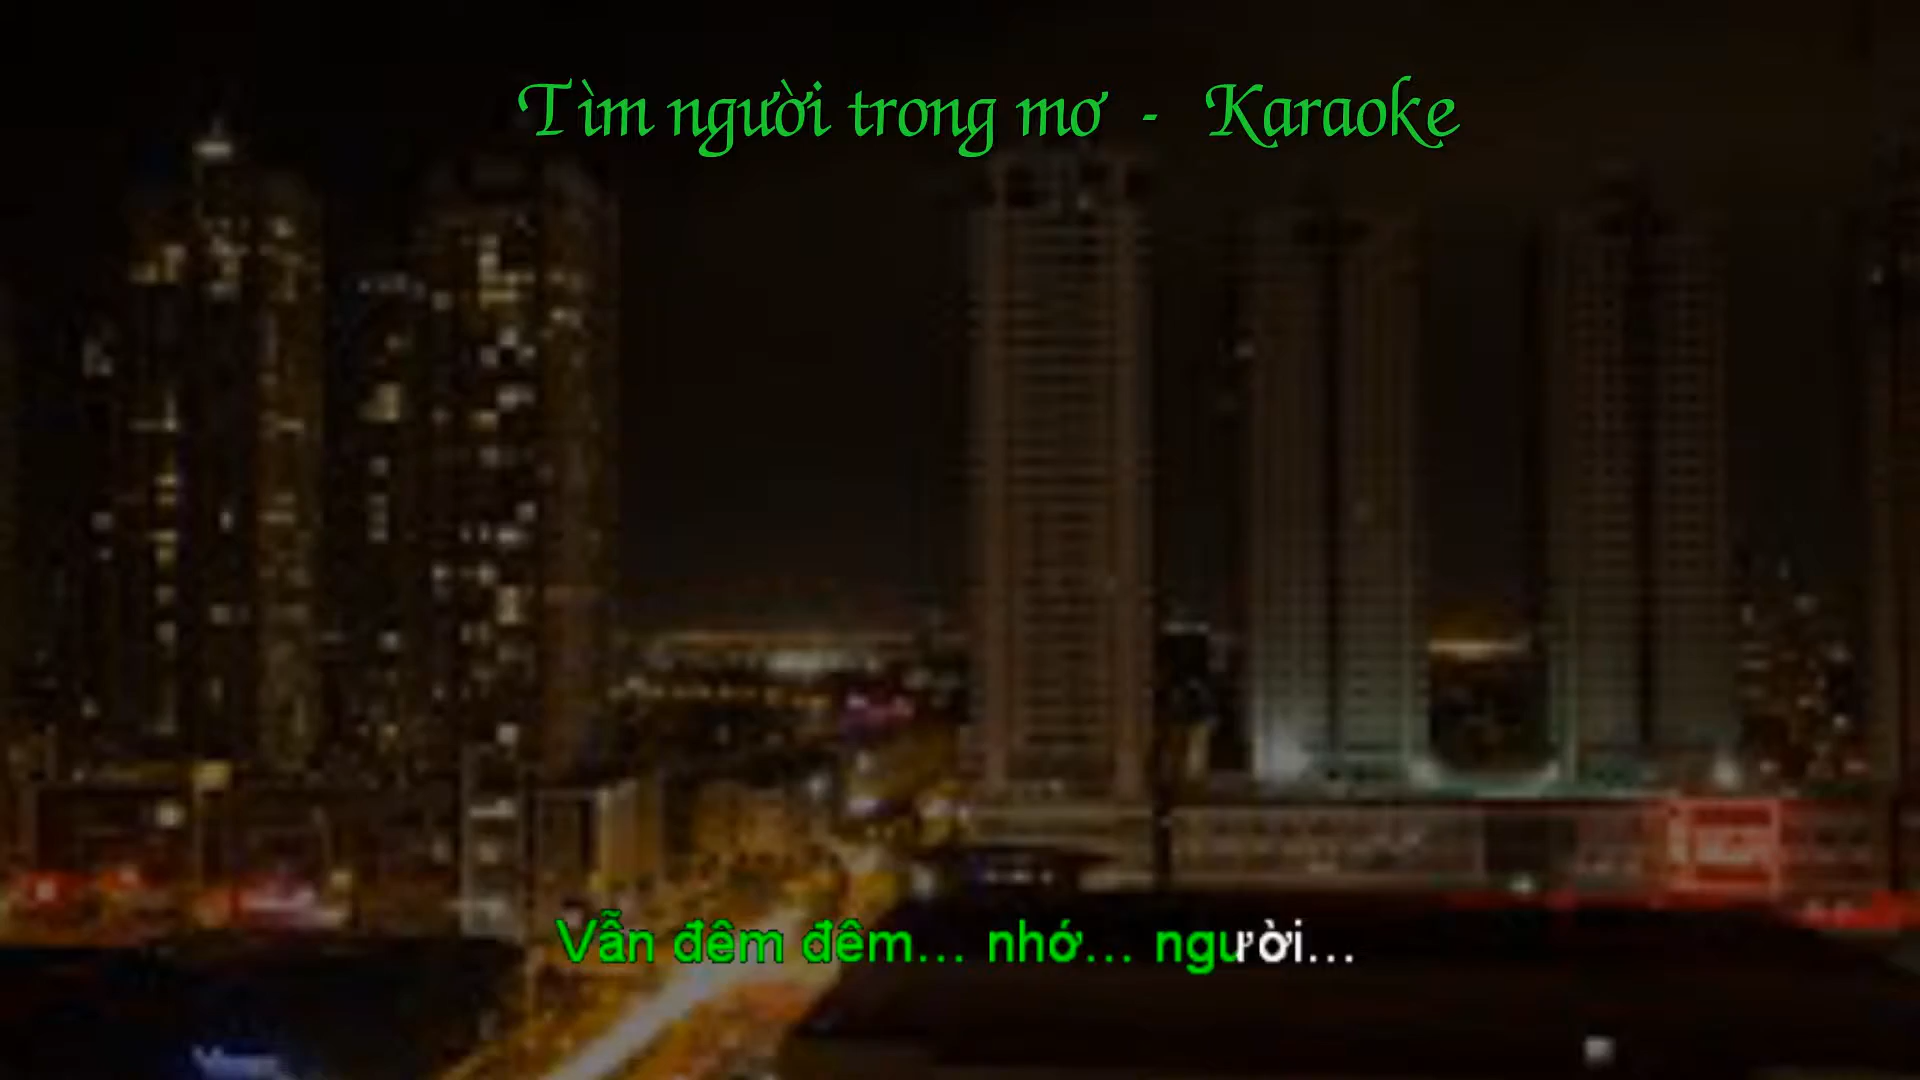 Tìm người trong mơ - Karaoke
Vẫn đêm đêm... nhớ... người...